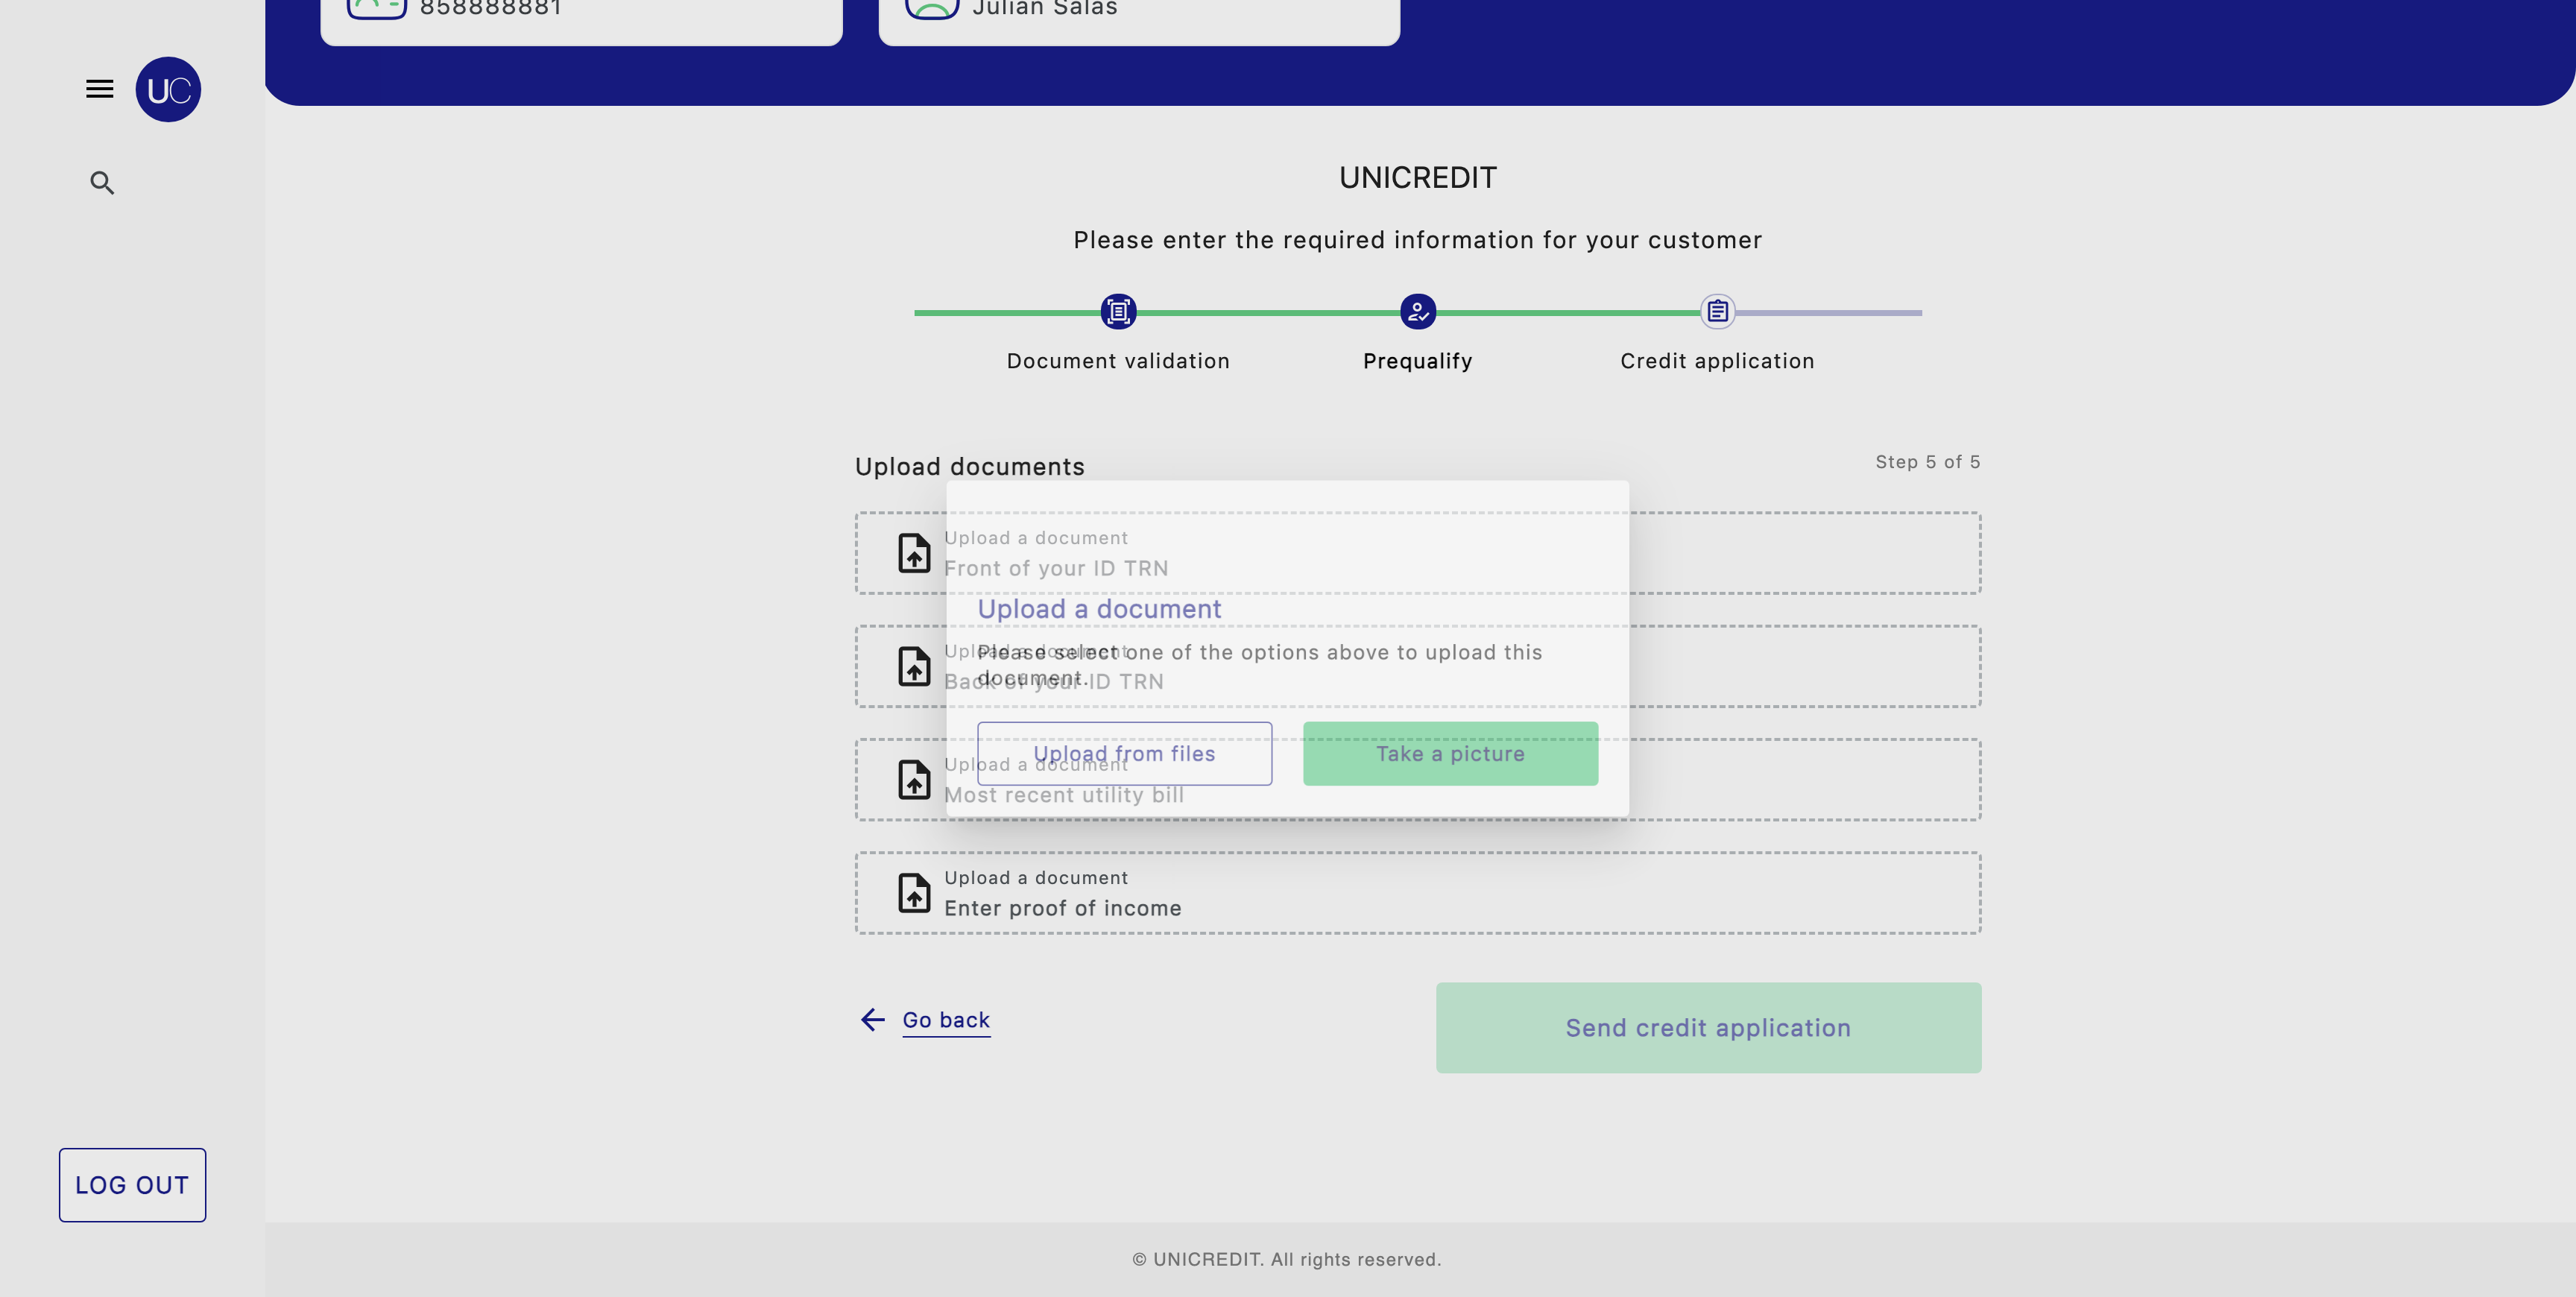 858888881
Julian Salas
UC
UNICREDIT
Please enter the required information for your customer
Document validation
Prequalify
Credit application
Upload documents
Step 5 of 5
Upload a document
Front of your ID TRN
Upload a document
Upload a document
Please select one of the options above to upload this
document.
Back of your ID TRN
Upload from files
Take a picture
Upload a document
Most recent utility bill
Upload a document
Enter proof of income
Go back
Send credit application
LOG OUT
© UNICREDIT. All rights reserved.